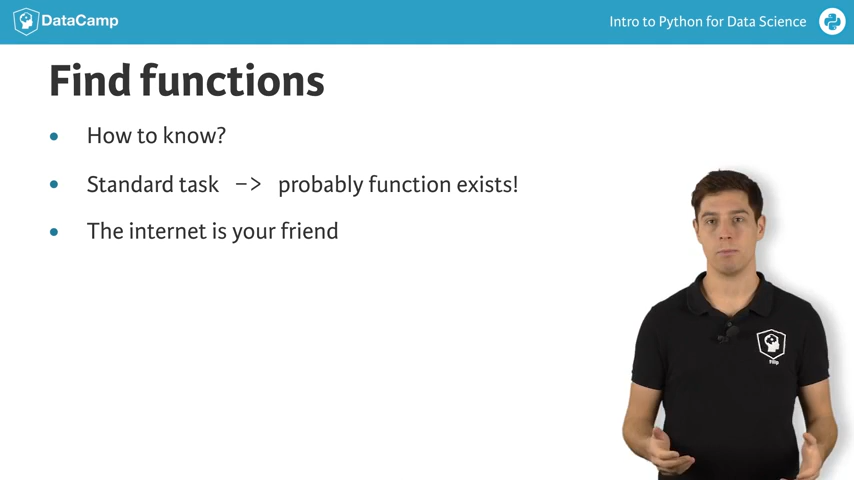 DataCamp
Intro to Python for Data Science
Find functions
• How to know?
• Standard task -> probably function exists!
• The internet is your friend
Filip